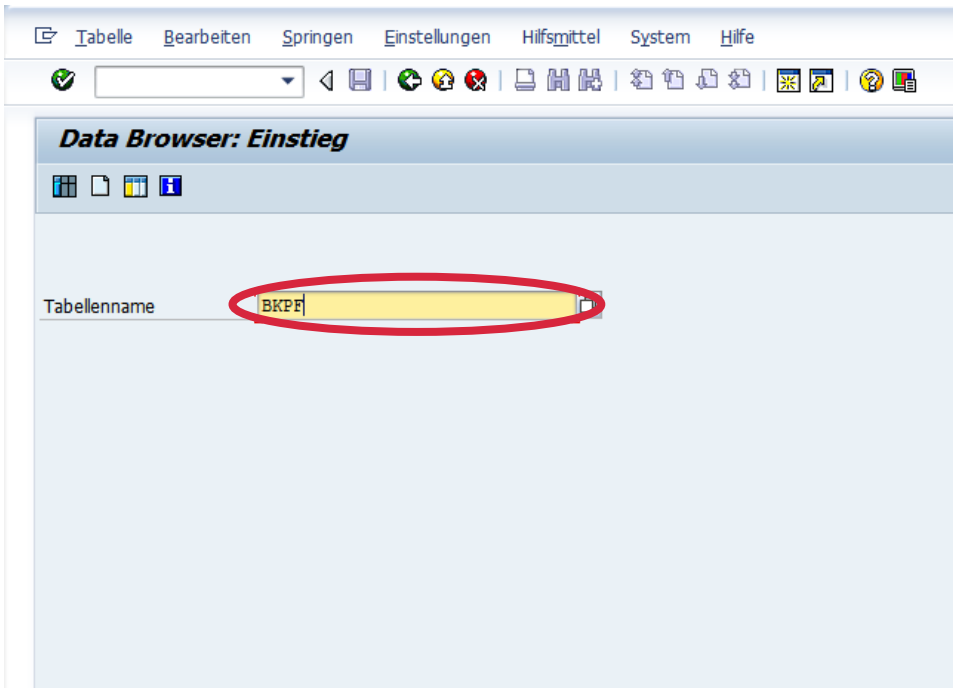 Tabelle Bearbeiten Springen Einstellungen Hilfsmittel System Hilfe
Data Browser: Einstieg
Tabellenname BKPF